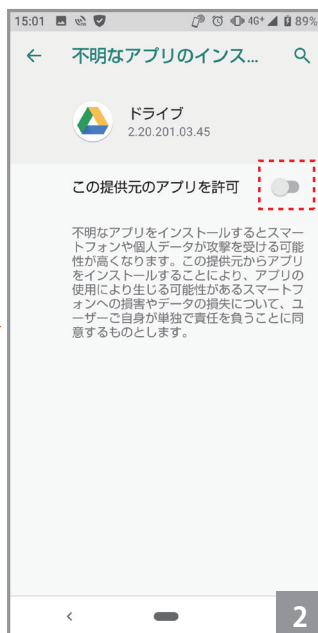 15:01 4G+ 89%
← 不明なアプリのインス...
ドライブ
2.20.201.03.45
この提供元のアプリを許可
不明なアプリをインストールするとスマー
トフォンや個人データが攻撃を受ける可能
性が高くなります。この提供元からアプリ
をインストールすることにより、アプリの
使用により生じる可能性があるスマートフ
ォンへの損害やデータの損失について、ユ
ーザーご自身が単独で責任を負うことに同
意するものとします。
2